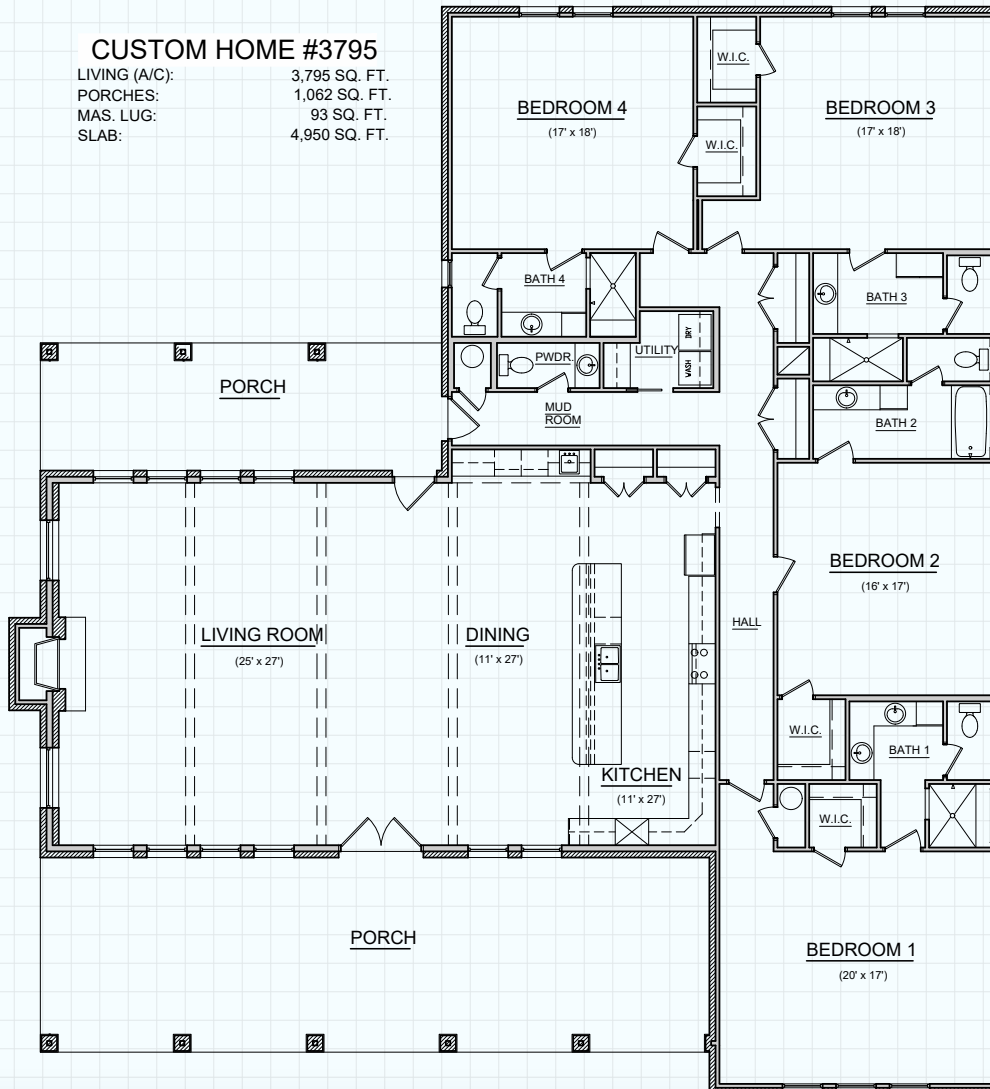 CUSTOM HOME #3795
LIVING (A/C): 3,795 SQ. FT.
PORCHES: 1,062 SQ. FT.
MAS. LUG: 93 SQ. FT.
SLAB: 4,950 SQ. FT.
W.I.C.
BEDROOM 4
(17' x 18')
BEDROOM 3
(17' x 18')
W.I.C.
BATH 4
BATH 3
DRY
UTILITY
PWDR.
WASH
PORCH
MUD
ROOM
BATH 2
BEDROOM 2
(16' x 17')
HALL
LIVING ROOM
(25' x 27')
DINING
(11' x 27')
W.I.C.
BATH 1
KITCHEN
(11' x 27')
W.I.C.
PORCH
BEDROOM 1
(20' x 17')